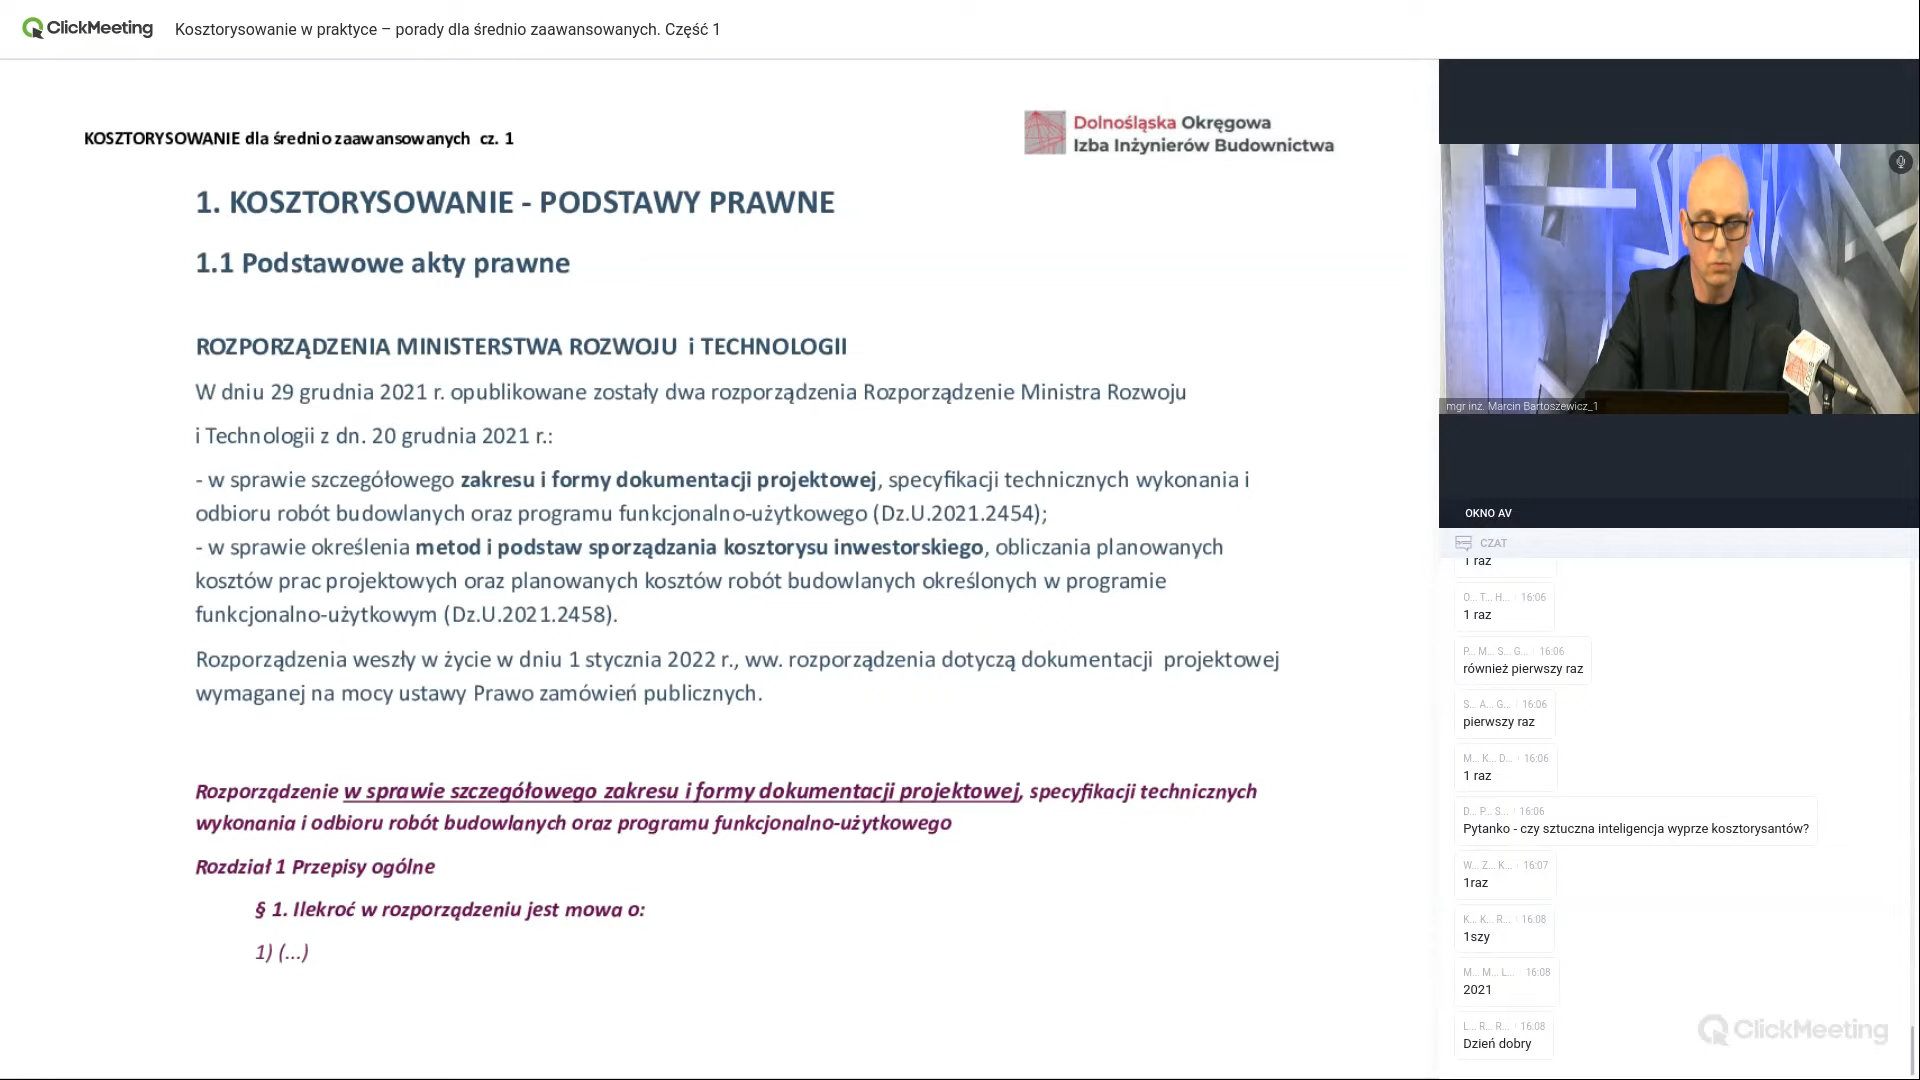 ClickMeeting
Kosztorysowanie w praktyce – porady dla średnio zaawansowanych. Część 1
KOSZTORYSOWANIE dla średnio zaawansowanych cz. 1
Dolnośląska Okręgowa
Izba Inżynierów Budownictwa
1. KOSZTORYSOWANIE - PODSTAWY PRAWNE
1.1 Podstawowe akty prawne
ROZPORZĄDZENIA MINISTERSTWA ROZWOJU i TECHNOLOGII
W dniu 29 grudnia 2021 r. opublikowane zostały dwa rozporządzenia Rozporządzenie Ministra Rozwoju
i Technologii z dn. 20 grudnia 2021 r.:
- w sprawie szczegółowego zakresu i formy dokumentacji projektowej, specyfikacji technicznych wykonania i
odbioru robót budowlanych oraz programu funkcjonalno-użytkowego (Dz.U.2021.2454);
- w sprawie określenia metod i podstaw sporządzania kosztorysu inwestorskiego, obliczania planowanych
kosztów prac projektowych oraz planowanych kosztów robót budowlanych określonych w programie
funkcjonalno-użytkowym (Dz.U.2021.2458).
Rozporządzenia weszły w życie w dniu 1 stycznia 2022 r., ww. rozporządzenia dotyczą dokumentacji projektowej
wymaganej na mocy ustawy Prawo zamówień publicznych.
Rozporządzenie w sprawie szczegółowego zakresu i formy dokumentacji projektowej, specyfikacji technicznych
wykonania i odbioru robót budowlanych oraz programu funkcjonalno-użytkowego
Rozdział 1 Przepisy ogólne
§ 1. Ilekroć w rozporządzeniu jest mowa o:
1) (...)
mgr inż. Marcin Bartoszewicz_1
OKNO AV
CZAT
1 raz
O... T... H... 16:06
1 raz
P... M... S... G... 16:06
również pierwszy raz
S... A... G... 16:06
pierwszy raz
M... K... D... 16:06
1 raz
D... P... S... 16:06
Pytanko - czy sztuczna inteligencja wyprze kosztorysantów?
W... Z... K... 16:07
1raz
K... K... R... 16:08
1szy
M... M... L... 16:08
2021
L... R... R... 16:08
Dzień dobry
ClickMeeting